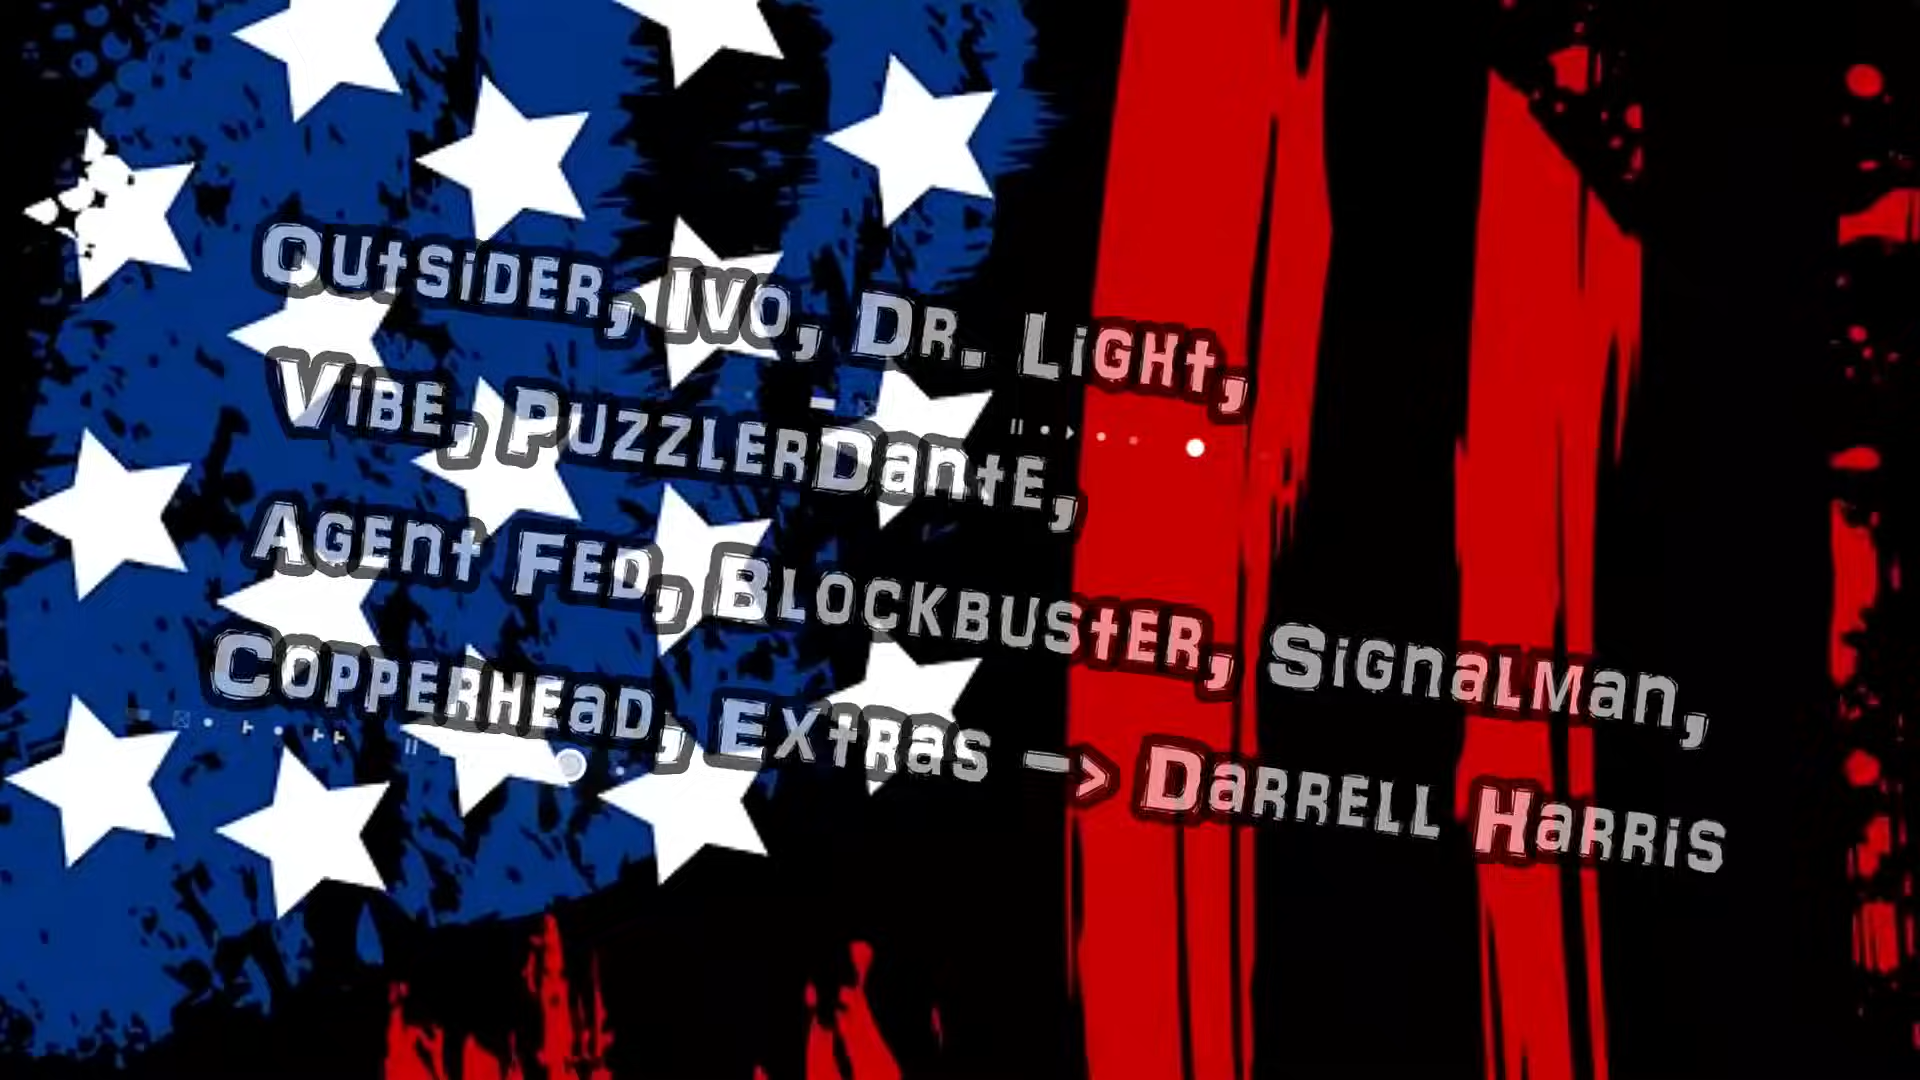 Outsider, Ivo, Dr. Light,
Vibe, PuzzlerDante,
Agent Fed, Blockbuster, Signalman,
Copperhead, Extras -> Darrell Harris